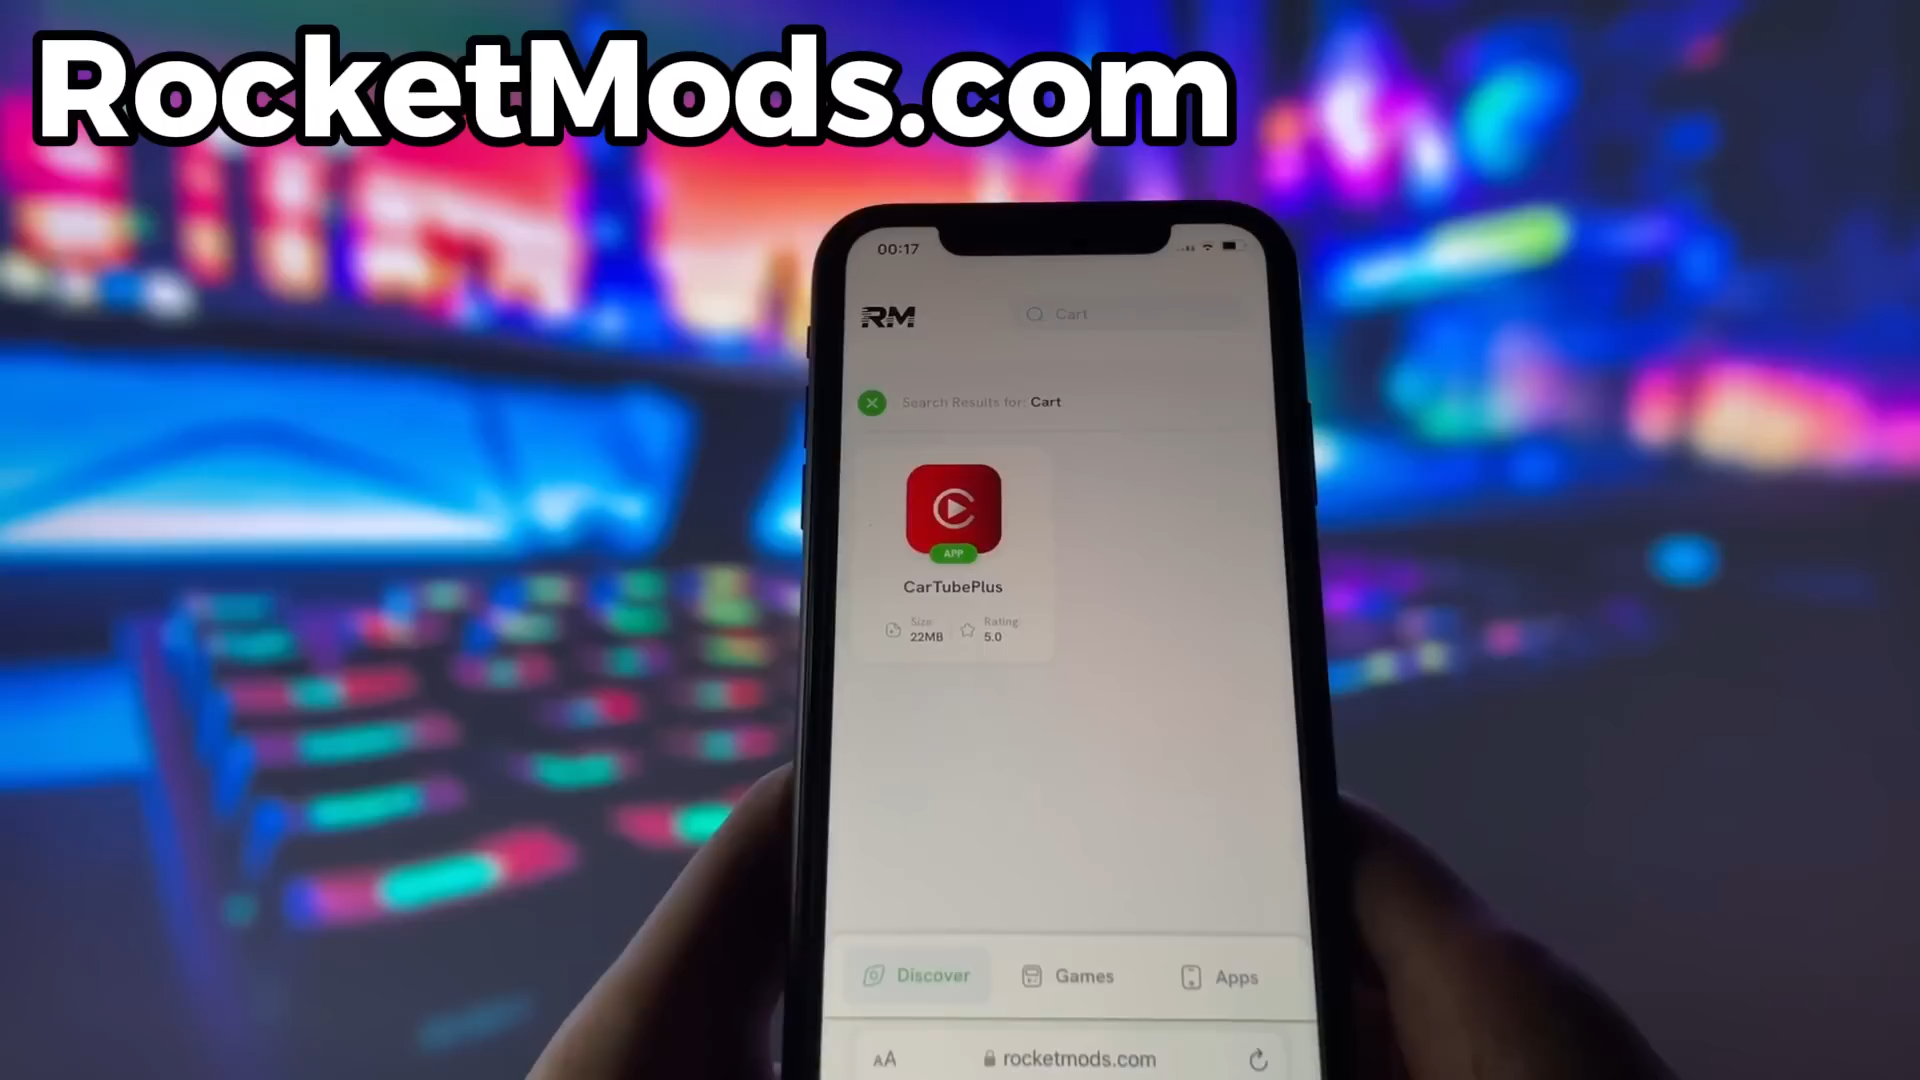 RocketMods.com
00:17
RM
Cart
Search Results for: Cart
APP
CarTubePlus
Size: Rating:
22MB 5.0
Discover Games Apps
AA rocketmods.com